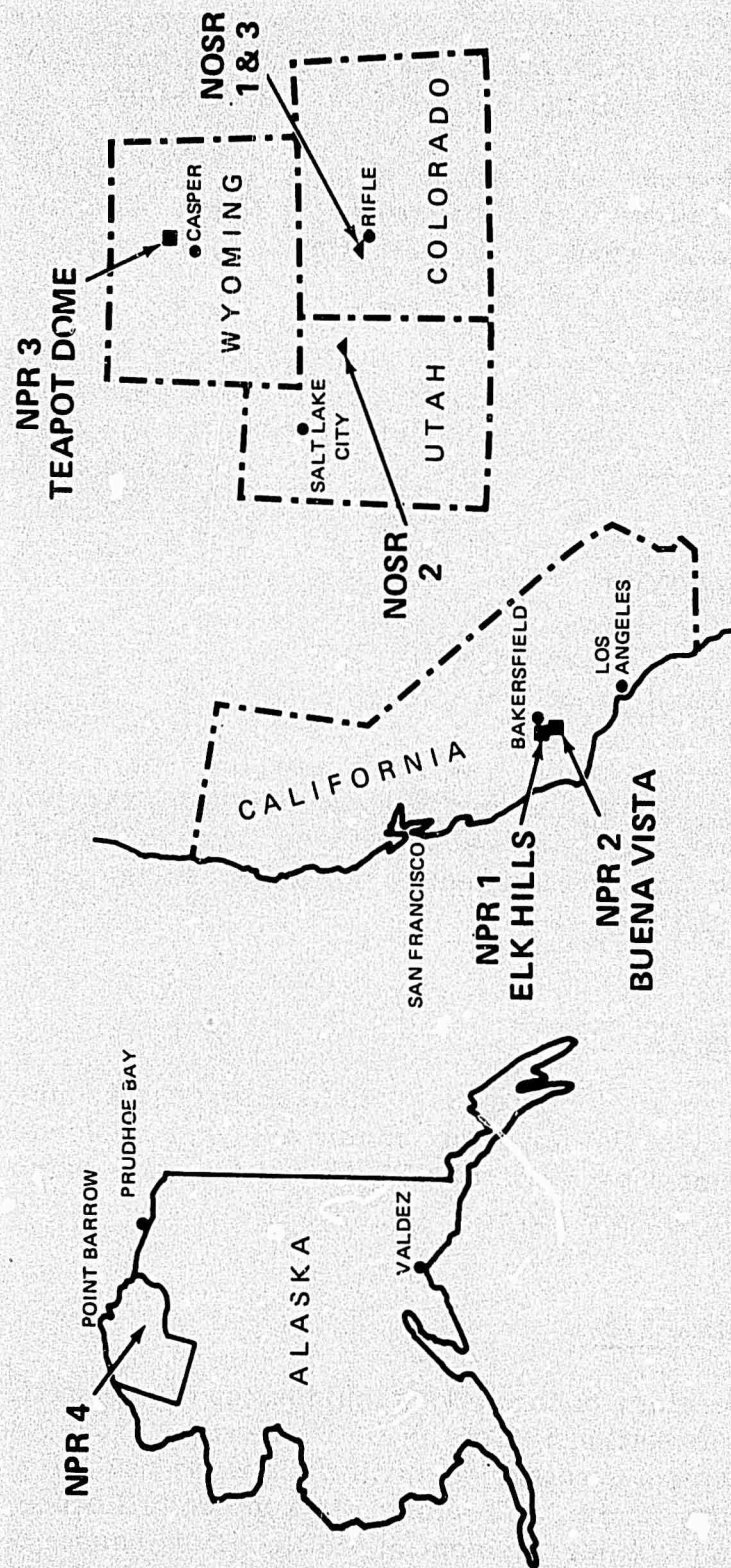 NPR 4
POINT BARROW
PRUDHOE BAY
ALASKA
VALDEZ
CALIFORNIA
SAN FRANCISCO
BAKERSFIELD
LOS
ANGELES
NPR 1
ELK HILLS
NPR 2
BUENA VISTA
NPR 3
TEAPOT DOME
CASPER
WYOMING
NOSR
1 & 3
SALT LAKE
CITY
RIFLE
UTAH
COLORADO
NOSR
2